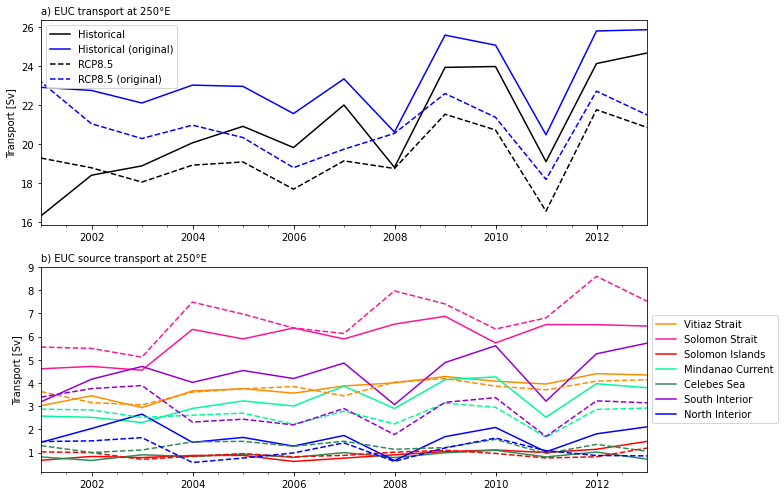 a) EUC transport at 250°E
Transport [Sv]
26
24
22
20
18
16
Historical
Historical (original)
RCP8.5
RCP8.5 (original)
2002 2004 2006 2008 2010 2012
b) EUC source transport at 250°E
Transport [Sv]
9
8
7
6
5
4
3
2
1
2002 2004 2006 2008 2010 2012
Vitiaz Strait
Solomon Strait
Solomon Islands
Mindanao Current
Celebes Sea
South Interior
North Interior